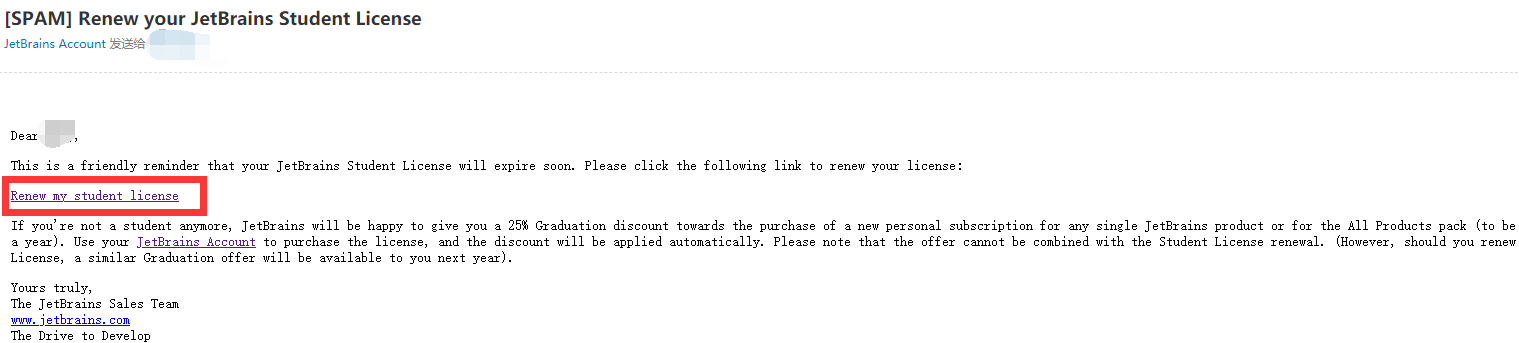 [SPAM] Renew your JetBrains Student License
JetBrains Account 发送给
Dear ,
This is a friendly reminder that your JetBrains Student License will expire soon. Please click the following link to renew your license:
Renew my student license
If you're not a student anymore, JetBrains will be happy to give you a 25% Graduation discount towards the purchase of a new personal subscription for any single JetBrains product or for the All Products pack (to be
a year). Use your JetBrains Account to purchase the license, and the discount will be applied automatically. Please note that the offer cannot be combined with the Student License renewal. (However, should you renew
License, a similar Graduation offer will be available to you next year).
Yours truly,
The JetBrains Sales Team
www.jetbrains.com
The Drive to Develop